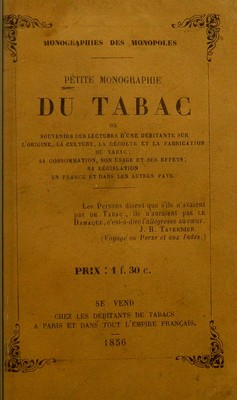 MONOGRAPHIES DES MONOPOLES
PETITE MONOGRAPHIE
DU TABAC
OU
SOUVENIRS DES LECTURES D'UNE DÉBITANTE SUR
L'ORIGINE, LA CULTURE, LA RÉCOLTE ET LA FABRICATION
DU TABAC;
SA CONSOMMATION, SON USAGE ET SES EFFETS;
SA LÉGISLATION
EN FRANCE ET DANS LES AUTRES PAYS.
Les Persans disent que s'ils n'avaient
pas DU TABAC, ils n'auraient pas LE
DAMAQUE, c'est-à-dire l'allégresse au cœur.
J. B. TAVERNIER
(Voyage en Perse et aux Indes.)
PRIX : 1 f. 30 c.
SE VEND
CHEZ LES DÉBITANTS DE TABACS
A PARIS ET DANS TOUT L'EMPIRE FRANÇAIS.
1856